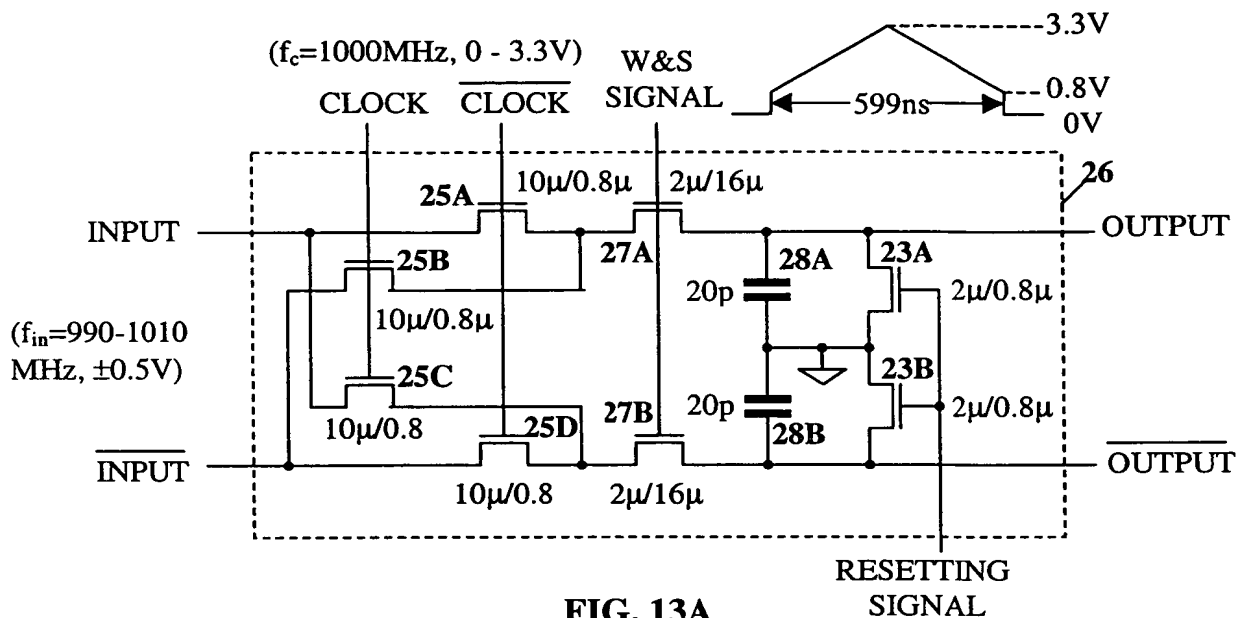 (fc=1000MHz, 0 - 3.3V)
CLOCK
CLOCK
W&S
SIGNAL
3.3V
0.8V
0V
599ns
26
10μ/0.8μ
2μ/16μ
25A
INPUT
27A
OUTPUT
25B
28A
23A
20p
2μ/0.8μ
10μ/0.8μ
(fin=990-1010
MHz, ±0.5V)
25C
23B
27B
20p
2μ/0.8μ
10μ/0.8
25D
28B
INPUT
OUTPUT
10μ/0.8
2μ/16μ
RESETTING
SIGNAL
FIG. 13A